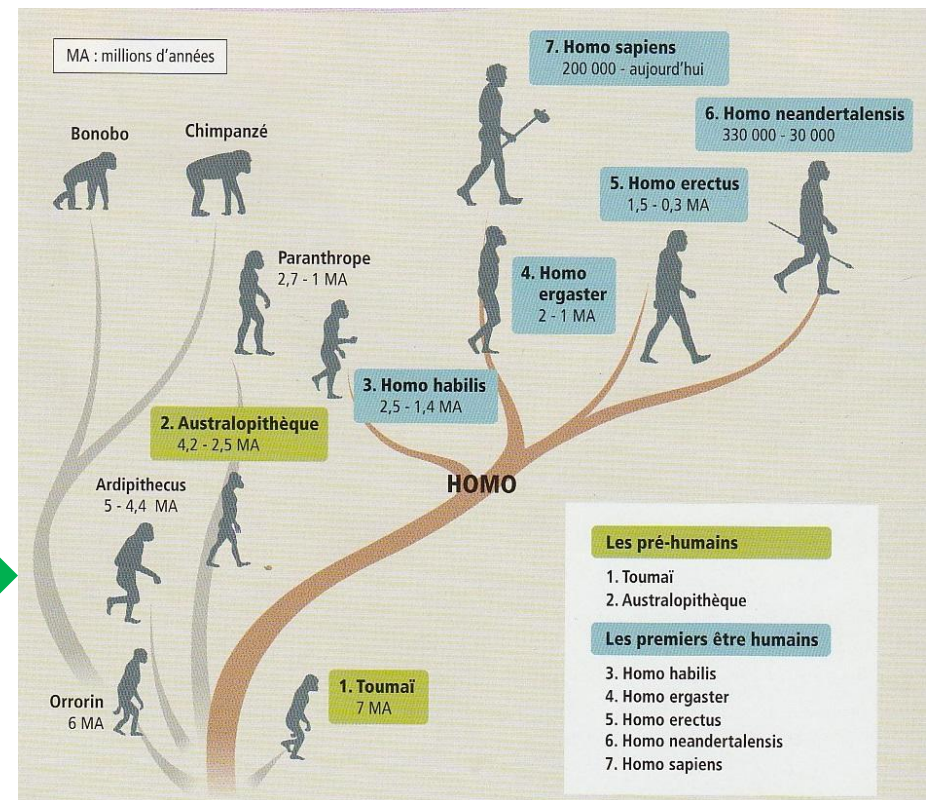 MA : millions d'années
7. Homo sapiens
200 000 - aujourd'hui
Bonobo
Chimpanzé
6. Homo neandertalensis
330 000 - 30 000
5. Homo erectus
1,5 - 0,3 MA
Paranthrope
2,7 - 1 MA
4. Homo
ergaster
2 - 1 MA
3. Homo habilis
2,5 - 1,4 MA
2. Australopithèque
4,2 - 2,5 MA
Ardipithecus
5 - 4,4 MA
HOMO
Orrorin
6 MA
1. Toumaï
7 MA
Les pré-humains
1. Toumaï
2. Australopithèque
Les premiers être humains
3. Homo habilis
4. Homo ergaster
5. Homo erectus
6. Homo neandertalensis
7. Homo sapiens